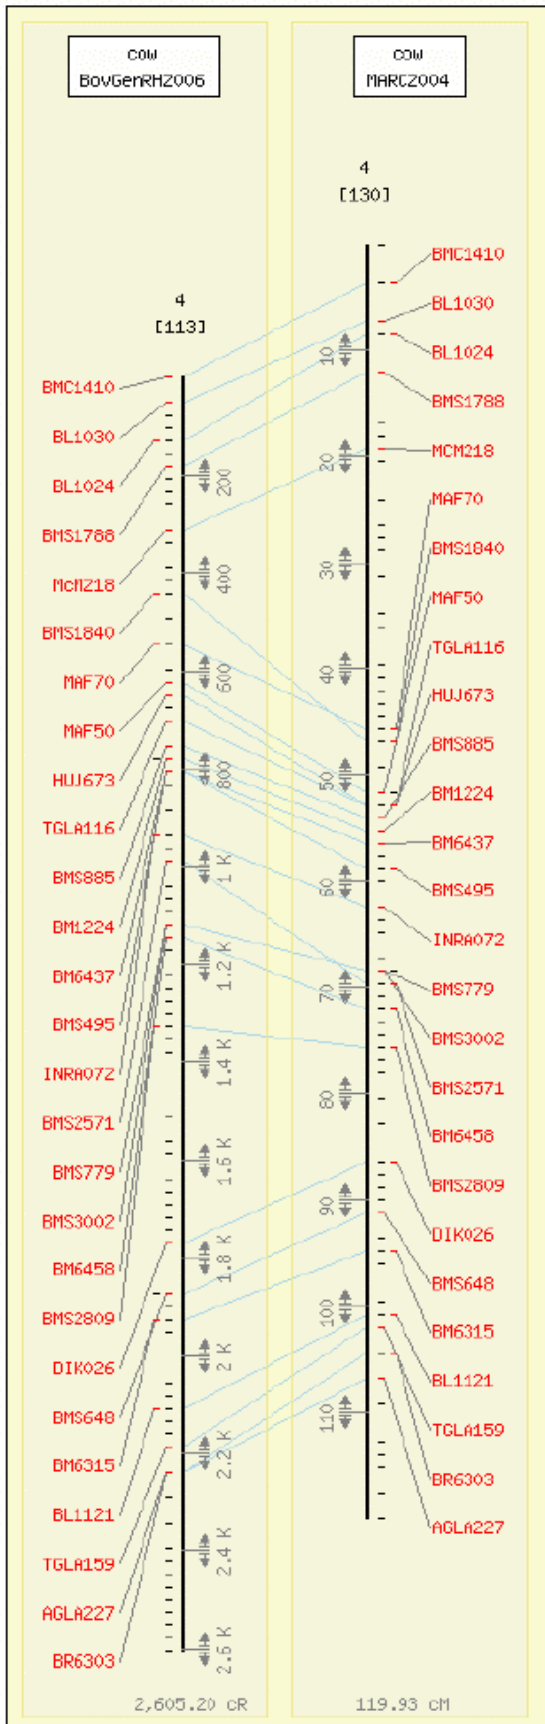 COW
BovGenRH2006
COW
MARC2004
4
[113]
4
[130]
BMC1410
BL1030
BL1024
BMS1788
McM218
BMS1840
MAF70
MAF50
HUJ673
TGLA116
BMS885
BM1224
BM6437
BMS495
INRA072
BMS2571
BMS779
BMS3002
BM6458
BMS2809
DIK026
BMS648
BM6315
BL1121
TGLA159
AGLA227
BR6303
200
400
600
800
1 K
1.2 K
1.4 K
1.6 K
1.8 K
2 K
2.2 K
2.4 K
2.6 K
10
20
30
40
50
60
70
80
90
100
110
BMC1410
BL1030
BL1024
BMS1788
MCM218
MAF70
BMS1840
MAF50
TGLA116
HUJ673
BMS885
BM1224
BM6437
BMS495
INRA072
BMS779
BMS3002
BMS2571
BM6458
BMS2809
DIK026
BMS648
BM6315
BL1121
TGLA159
BR6303
AGLA227
2,605.20 cR
119.93 cM